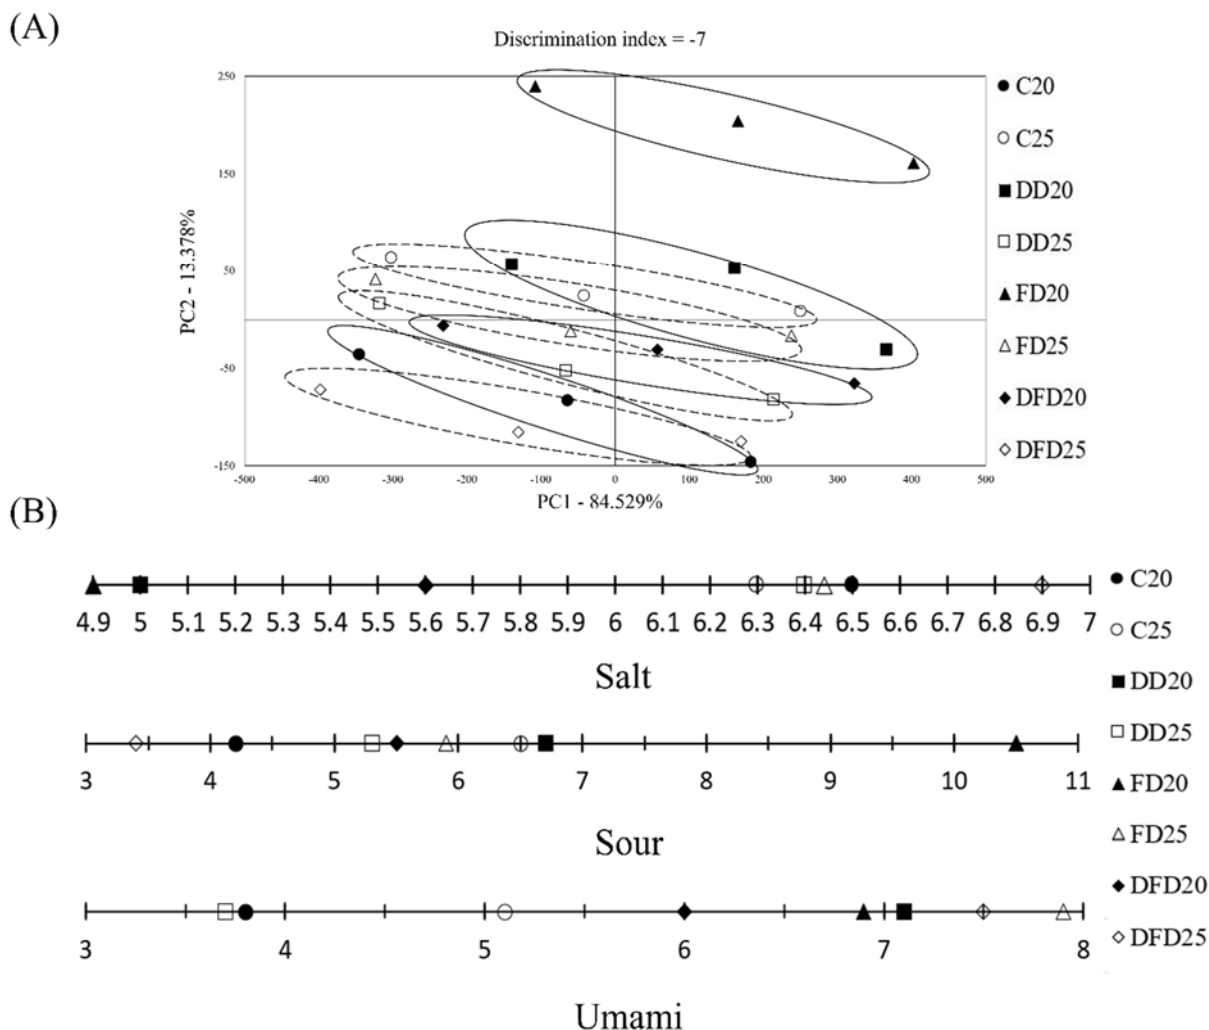 (A)
Discrimination index = -7
250
150
50
-50
-150
PC2 - 13.378%
-500
-400
-300
-200
-100
0
100
200
300
400
500
PC1 - 84.529%
C20
C25
DD20
DD25
FD20
FD25
DFD20
DFD25
(B)
4.9 5 5.1 5.2 5.3 5.4 5.5 5.6 5.8 5.9 6 6.1 6.2 6.3 6.4 6.5 6.6 6.7 6.8 6.9 7
Salt
3 4 5 6 7 8 9 10 11
Sour
3 4 5 6 7 8
Umami
C20
C25
DD20
DD25
FD20
FD25
DFD20
DFD25